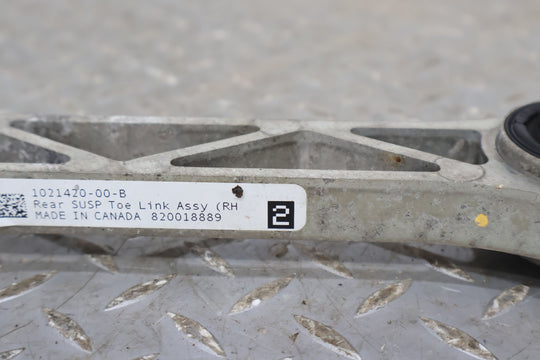 1021420-00-B
Rear SUSP Toe Link Assy (RH
MADE IN CANADA 820018889
2